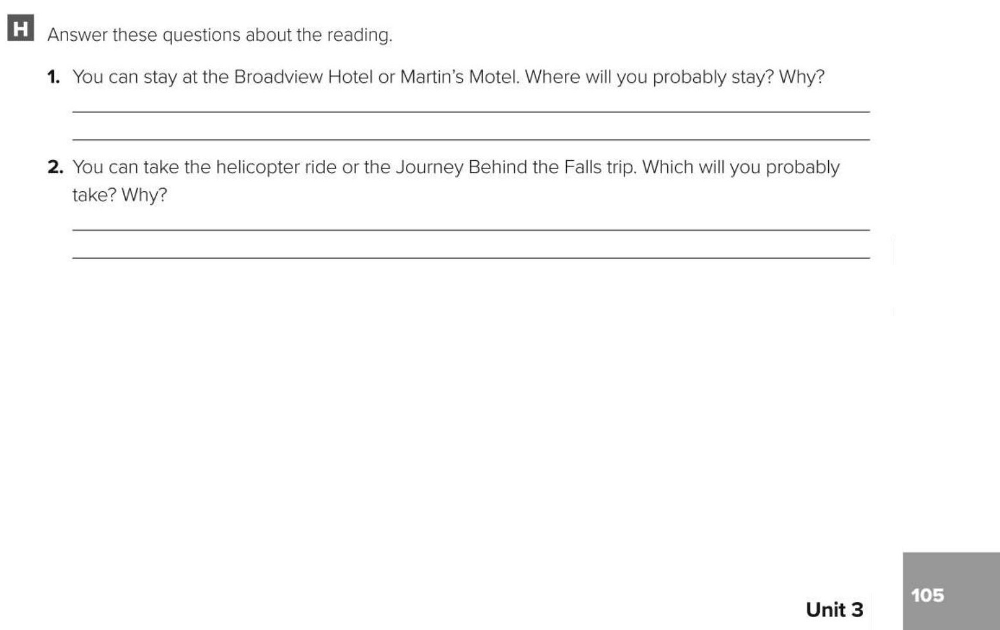 H Answer these questions about the reading.
1. You can stay at the Broadview Hotel or Martin's Motel. Where will you probably stay? Why?
2. You can take the helicopter ride or the Journey Behind the Falls trip. Which will you probably
take? Why?
Unit 3
105